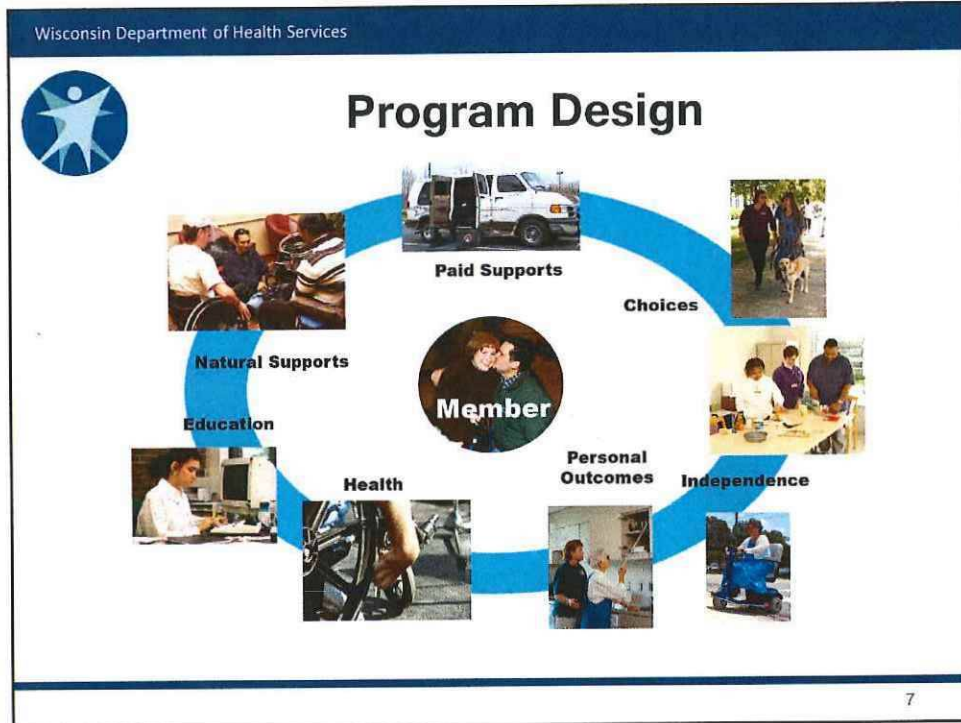 Wisconsin Department of Health Services
Program Design
Paid Supports
Choices
Natural Supports
Member
Education
Health
Personal
Outcomes
Independence
7